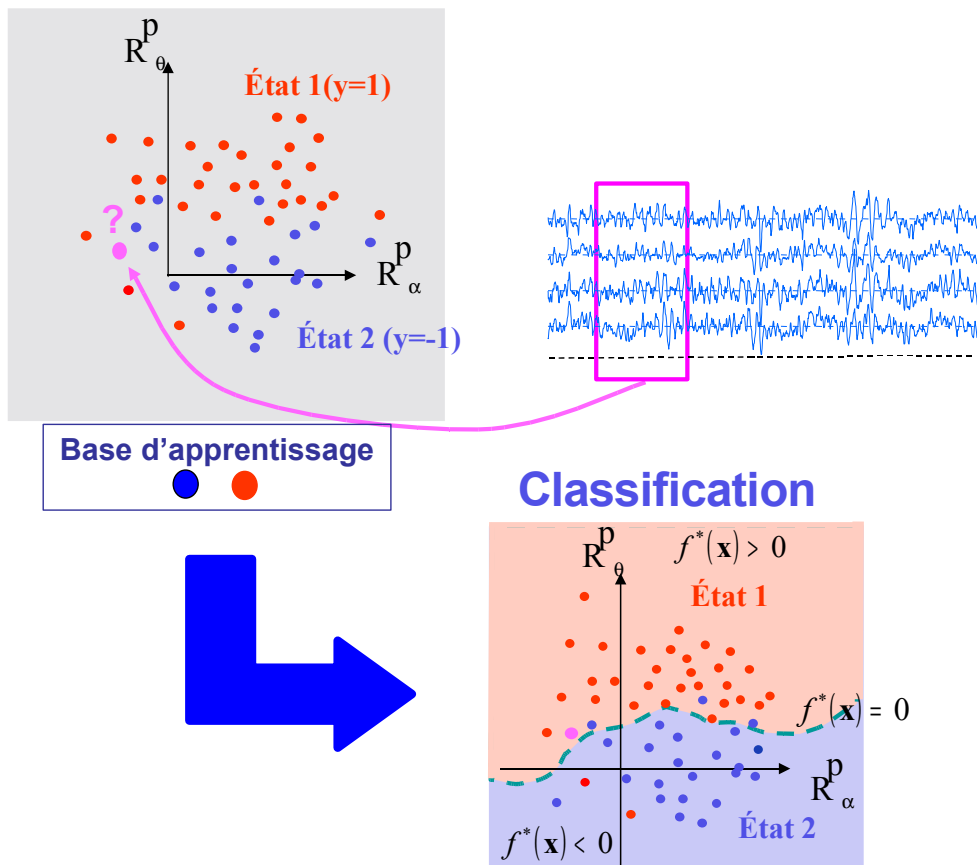 R^p_θ
État 1(y=1)
?
R^p_α
État 2 (y=-1)
Base d'apprentissage
Classification
R^p_θ
f*(x) > 0
État 1
f*(x) = 0
R^p_α
État 2
f*(x) < 0